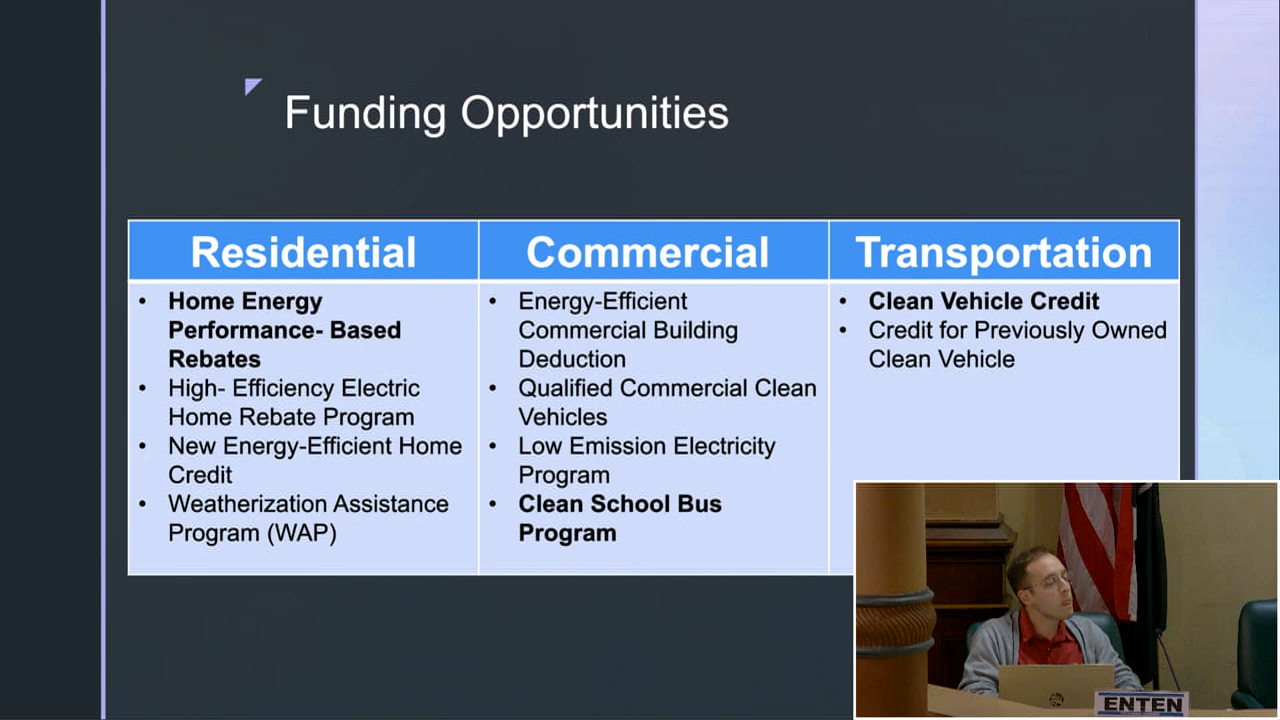 Funding Opportunities
Residential
Home Energy
Performance- Based
Rebates
High- Efficiency Electric
Home Rebate Program
New Energy-Efficient Home
Credit
Weatherization Assistance
Program (WAP)
Commercial
Energy-Efficient
Commercial Building
Deduction
Qualified Commercial Clean
Vehicles
Low Emission Electricity
Program
Clean School Bus
Program
Transportation
Clean Vehicle Credit
Credit for Previously Owned
Clean Vehicle
ENTEN